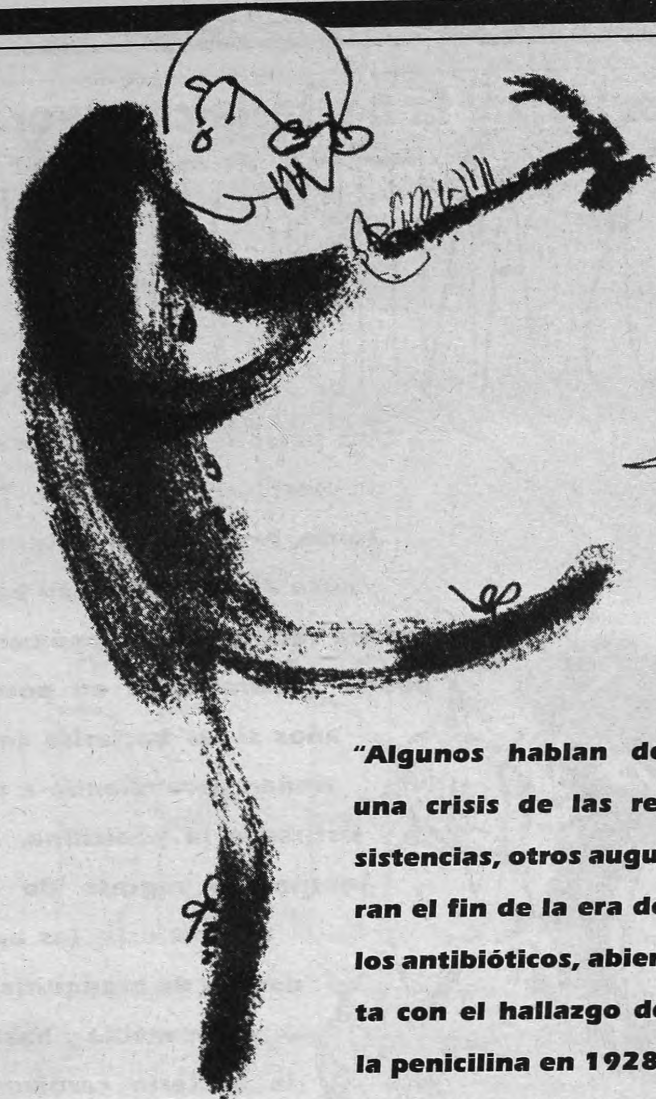 “Algunos hablan de
una crisis de las re-
sistencias, otros augu-
ran el fin de la era de
los antibióticos, abier-
ta con el hallazgo de
la penicilina en 1928